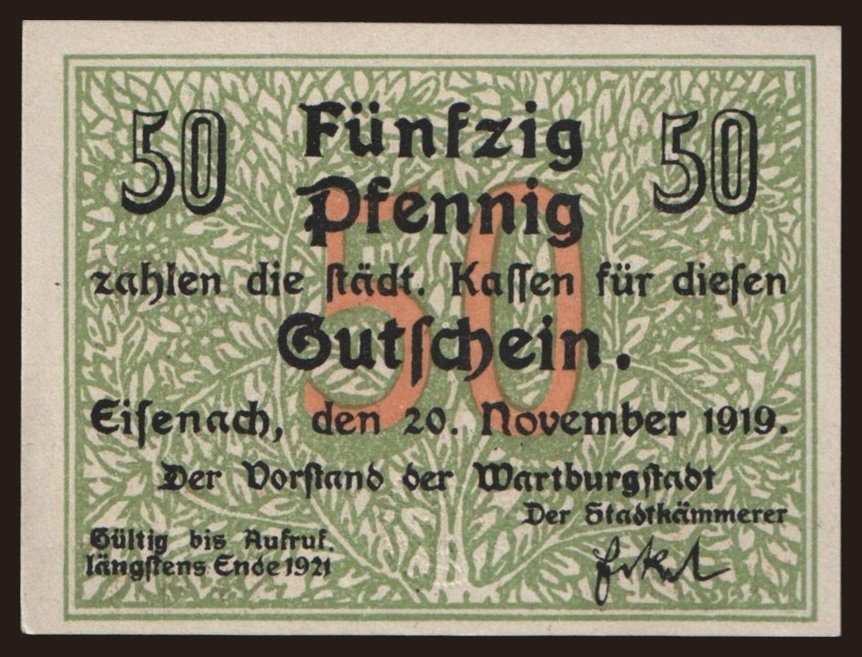 50 Fünfzig 50
Pfennig
50
zahlen die städt. Kassen für diesen
Gutschein.
Eisenach, den 20. November 1919.
Der Vorstand der Wartburgstadt
Der Stadtkämmerer
Gültig bis Aufruf.
längstens Ende 1921